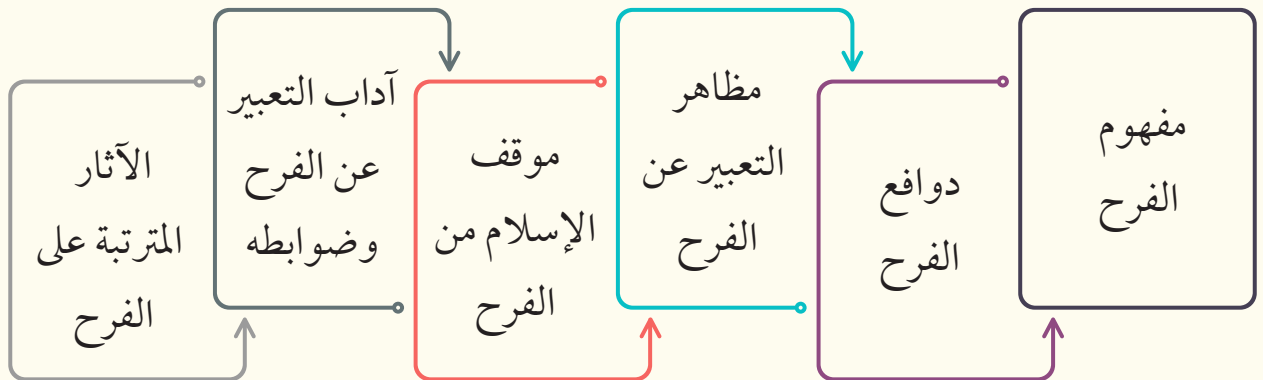 مفهوم
الفرح
دوافع
الفرح
مظاهر
التعبير عن
الفرح
موقف
الإسلام من
الفرح
آداب التعبير
عن الفرح
وضوابطه
الآثار
المترتبة على
الفرح